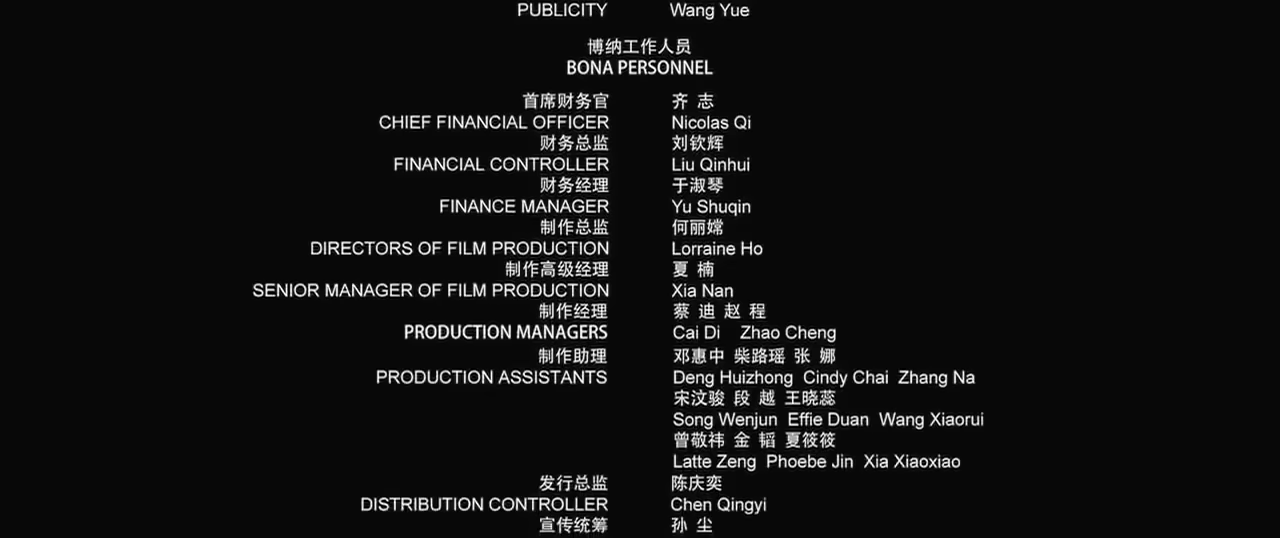 PUBLICITY Wang Yue
博纳工作人员
BONA PERSONNEL
首席财务官 齐 志
CHIEF FINANCIAL OFFICER Nicolas Qi
财务总监 刘钦辉
FINANCIAL CONTROLLER Liu Qinhui
财务经理 于淑琴
FINANCE MANAGER Yu Shuqin
制作总监 何丽嫦
DIRECTORS OF FILM PRODUCTION Lorraine Ho
制作高级经理 夏 楠
SENIOR MANAGER OF FILM PRODUCTION Xia Nan
制作经理 蔡 迪 赵 程
PRODUCTION MANAGERS Cai Di Zhao Cheng
制作助理 邓惠中 柴路瑶 张 娜
PRODUCTION ASSISTANTS Deng Huizhong Cindy Chai Zhang Na
宋汶骏 段 越 王晓蕊
Song Wenjun Effie Duan Wang Xiaorui
曾敬祎 金 韬 夏筱筱
Latte Zeng Phoebe Jin Xia Xiaoxiao
发行总监 陈庆奕
DISTRIBUTION CONTROLLER Chen Qingyi
宣传统筹 孙 尘